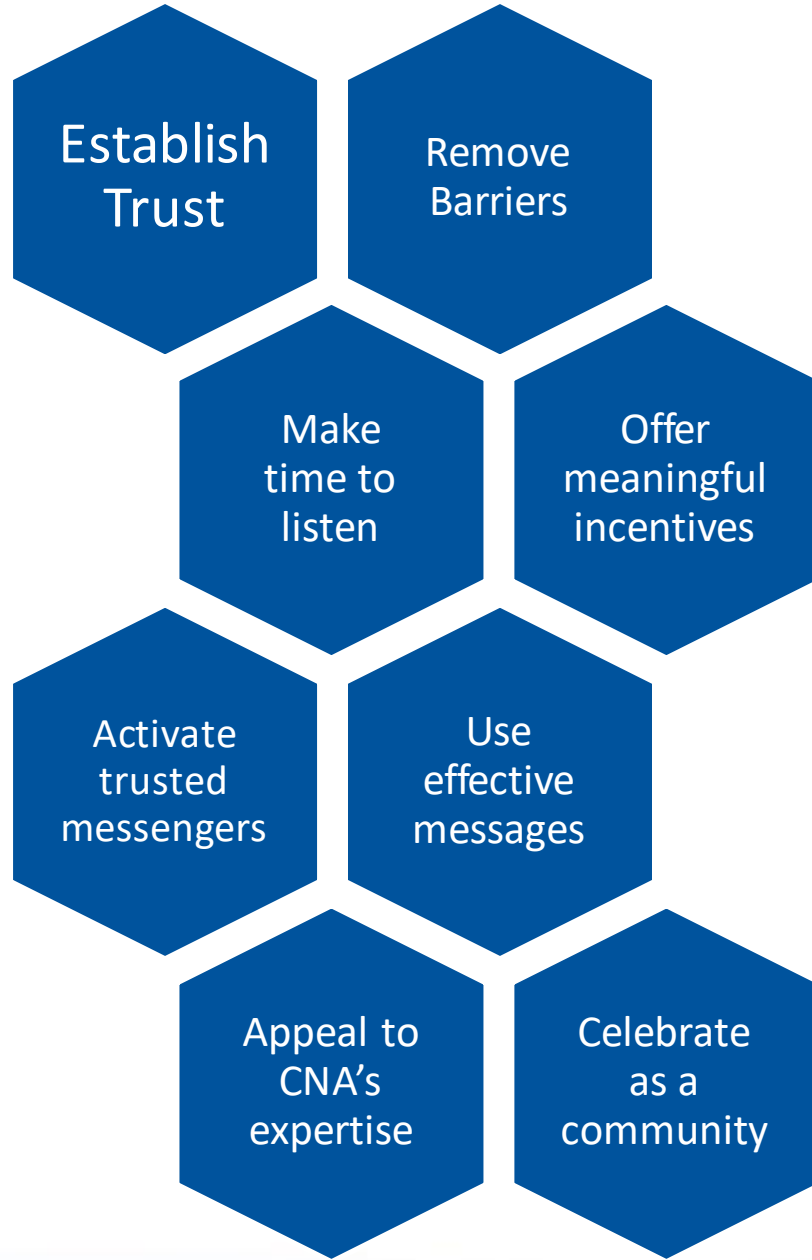 Establish
Trust
Remove
Barriers
Make
time to
listen
Offer
meaningful
incentives
Activate
trusted
messengers
Use
effective
messages
Appeal to
CNA’s
expertise
Celebrate
as a
community